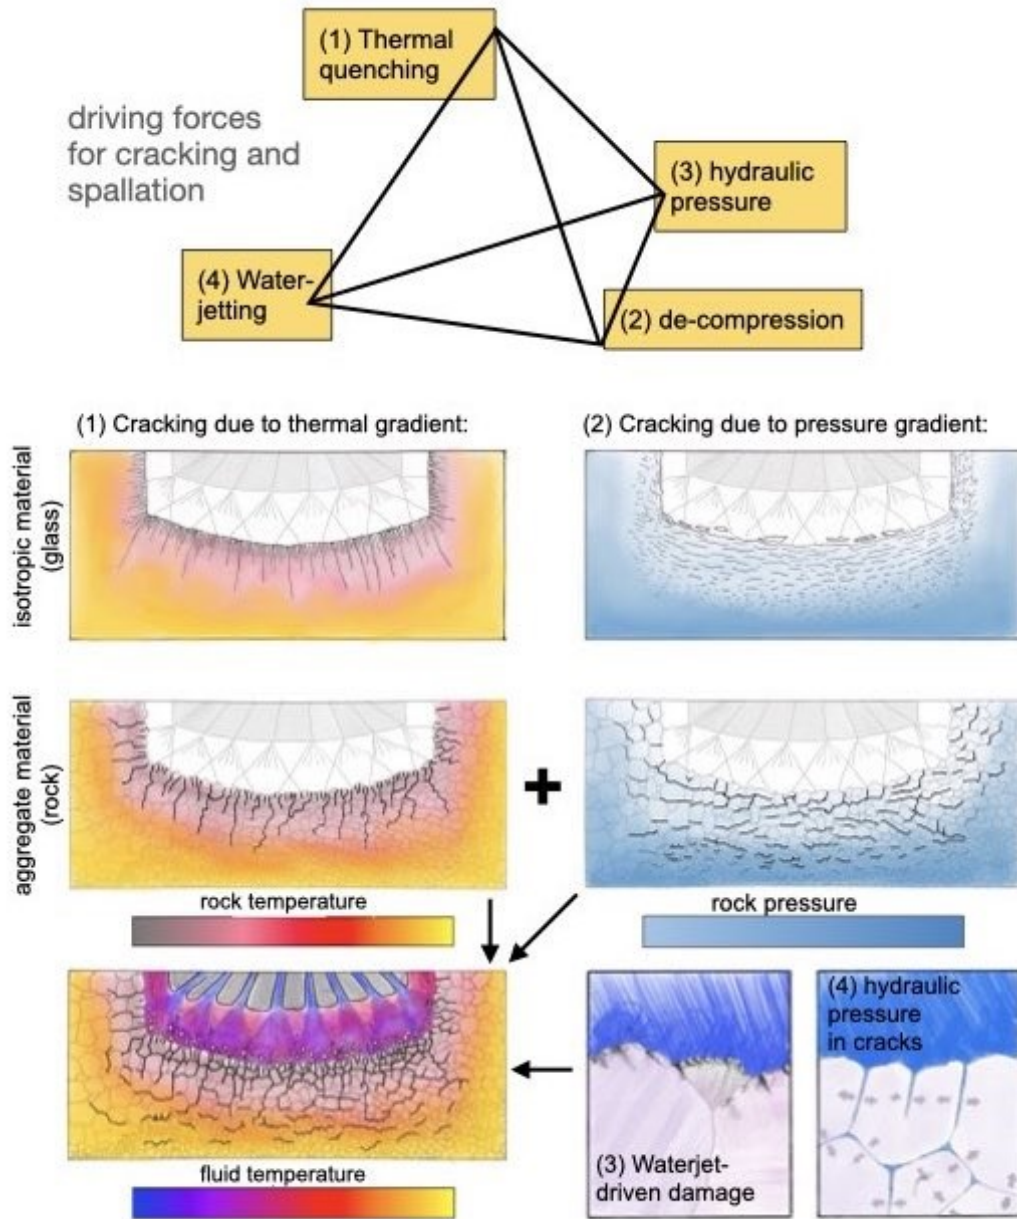 (1) Thermal
quenching
driving forces
for cracking and
spallation
(3) hydraulic
pressure
(4) Water-
jetting
(2) de-compression
(1) Cracking due to thermal gradient:
(2) Cracking due to pressure gradient:
isotropic material
(glass)
aggregate material
(rock)
+
rock temperature
rock pressure
(3) Waterjet-
driven damage
(4) hydraulic
pressure
in cracks
fluid temperature